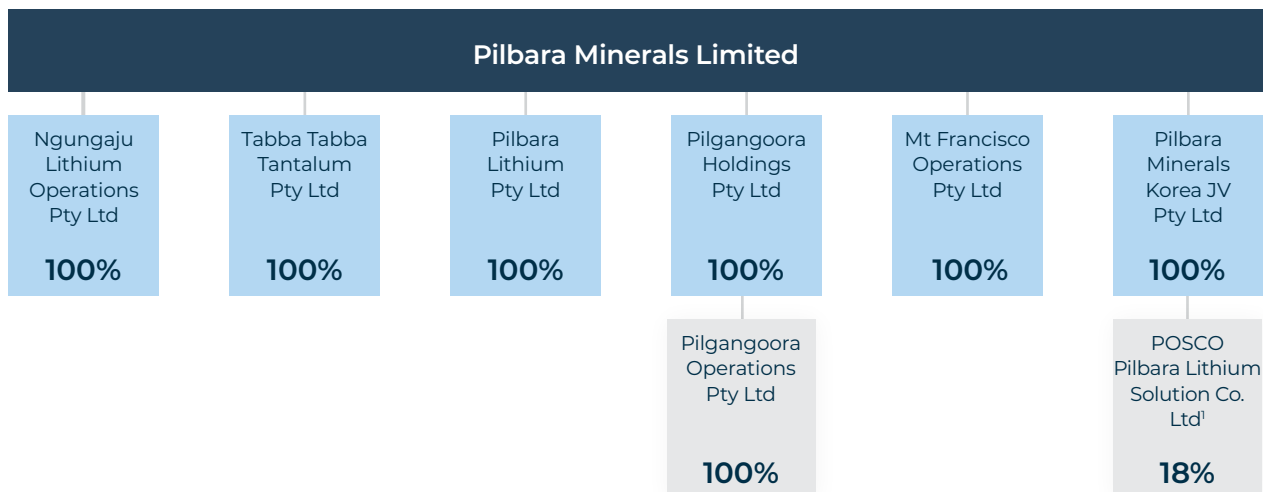 Pilbara Minerals Limited
Ngungaju
Lithium
Operations
Pty Ltd
100%
Tabba Tabba
Tantalum
Pty Ltd
100%
Pilbara
Lithium
Pty Ltd
100%
Pilgangoora
Holdings
Pty Ltd
100%
Mt Francisco
Operations
Pty Ltd
100%
Pilbara
Minerals
Korea JV
Pty Ltd
100%
Pilgangoora
Operations
Pty Ltd
100%
POSCO
Pilbara Lithium
Solution Co.
Ltd¹
18%